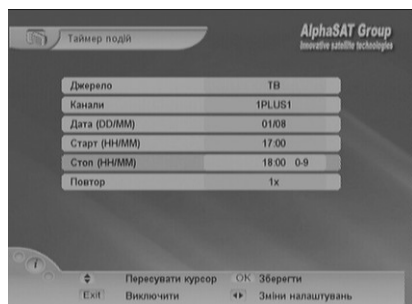 Таймер подій
AlphaSAT Group
Innovative satellite technologies
Джерело ТВ
Канали 1PLUS1
Дата (DD/MM) 01/08
Старт (HH/MM) 17:00
Стоп (HH/MM) 18:00 0-9
Повтор 1x
Пересувати курсор OK Зберегти
Exit Виключити Зміни налаштувань